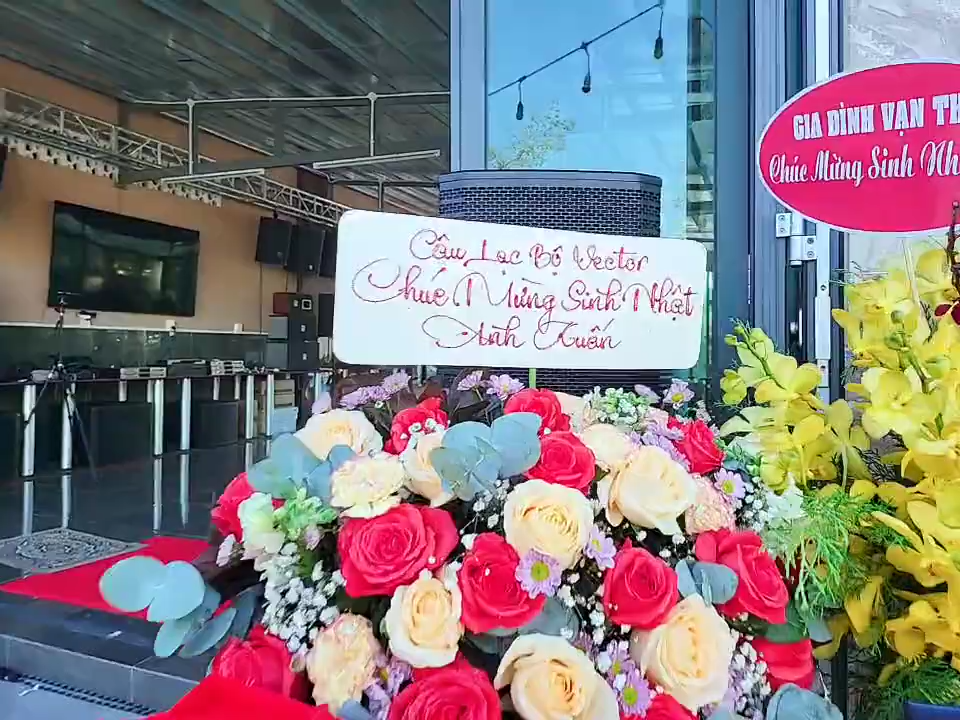 Câu Lạc Bộ Vector
Chúc Mừng Sinh Nhật
Anh Xuân
GIA ĐÌNH VẠN TH
Chúc Mừng Sinh Nh